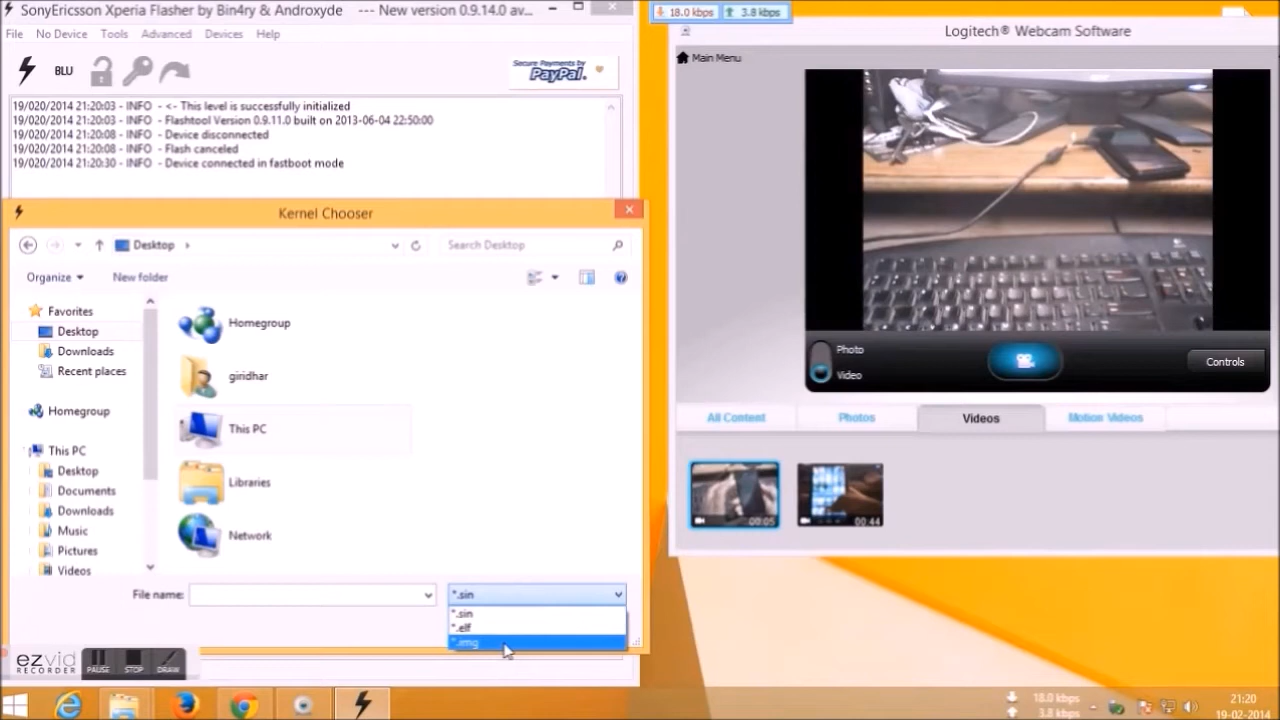 SonyEricsson Xperia Flasher by Bin4ry & Androxyde --- New version 0.9.14.0 av...
File No Device Tools Advanced Devices Help
BLU
Secure Payments by
PayPal.
19/020/2014 21:20:03 - INFO - <- This level is successfully initialized
19/020/2014 21:20:03 - INFO - Flashtool Version 0.9.11.0 built on 2013-06-04 22:50:00
19/020/2014 21:20:08 - INFO - Device disconnected
19/020/2014 21:20:08 - INFO - Flash canceled
19/020/2014 21:20:30 - INFO - Device connected in fastboot mode
Kernel Chooser
Desktop
Search Desktop
Organize
New folder
Favorites
Desktop
Downloads
Recent places
Homegroup
This PC
Desktop
Documents
Downloads
Music
Pictures
Videos
Homegroup
giridhar
This PC
Libraries
Network
File name:
*.sin
*.sin
*.elf
*.img
ezvid
RECORDER
PAUSE
STOP
DRAW
18.0 kbps
3.8 kbps
Logitech® Webcam Software
Main Menu
Photo
Video
Controls
All Content
Photos
Videos
Motion Videos
00:05
00:44
18.0 kbps
3.8 kbps
21:20
19-02-2014